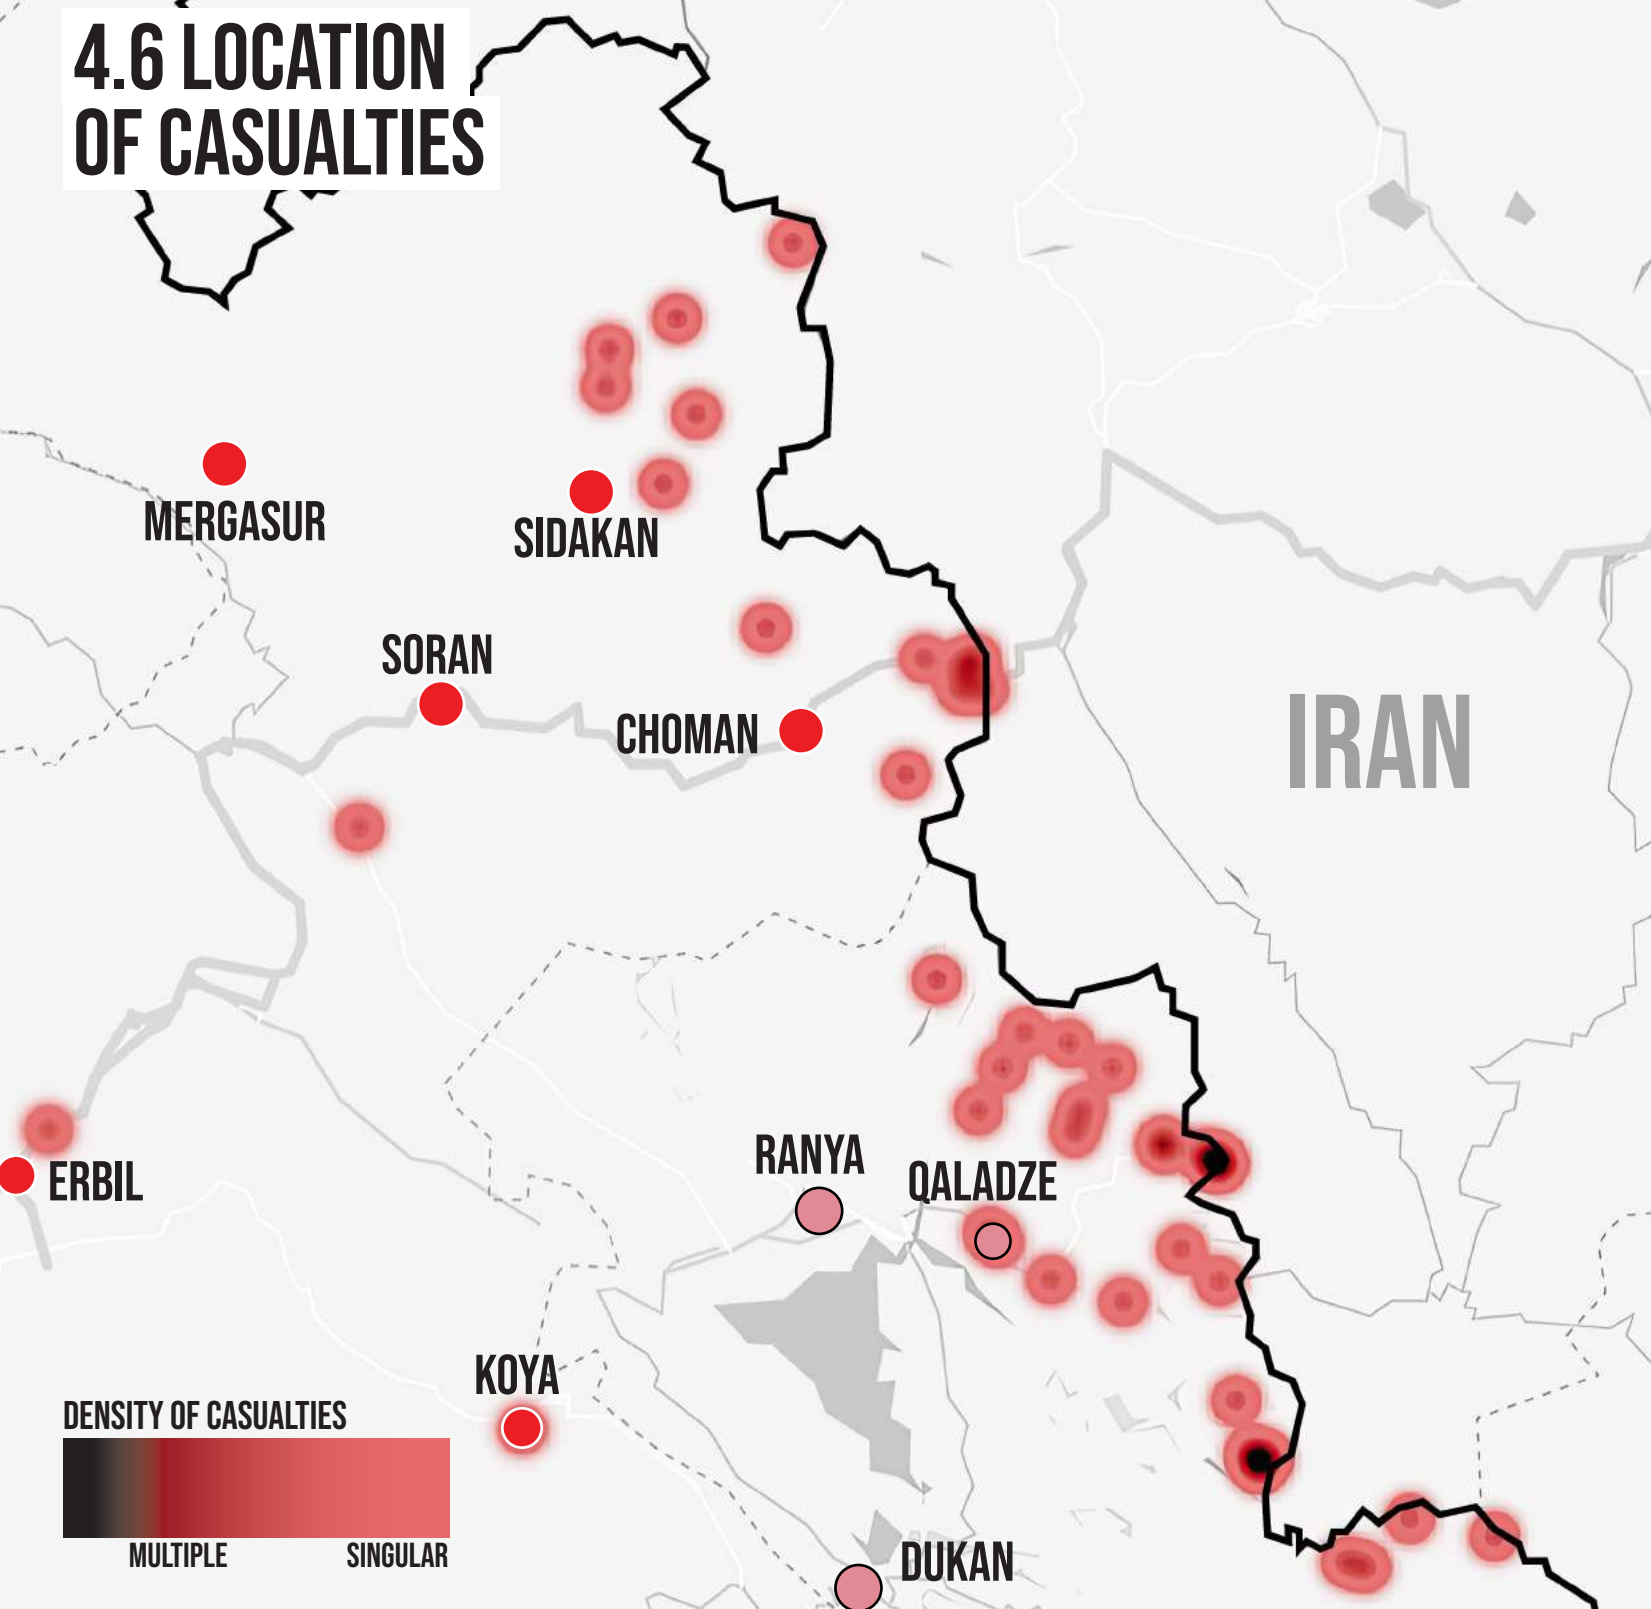 4.6 LOCATION
OF CASUALTIES
MERGASUR
SIDAKAN
SORAN
CHOMAN
IRAN
RANYA
QALADZE
ERBIL
KOYA
DENSITY OF CASUALTIES
MULTIPLE SINGULAR
DUKAN